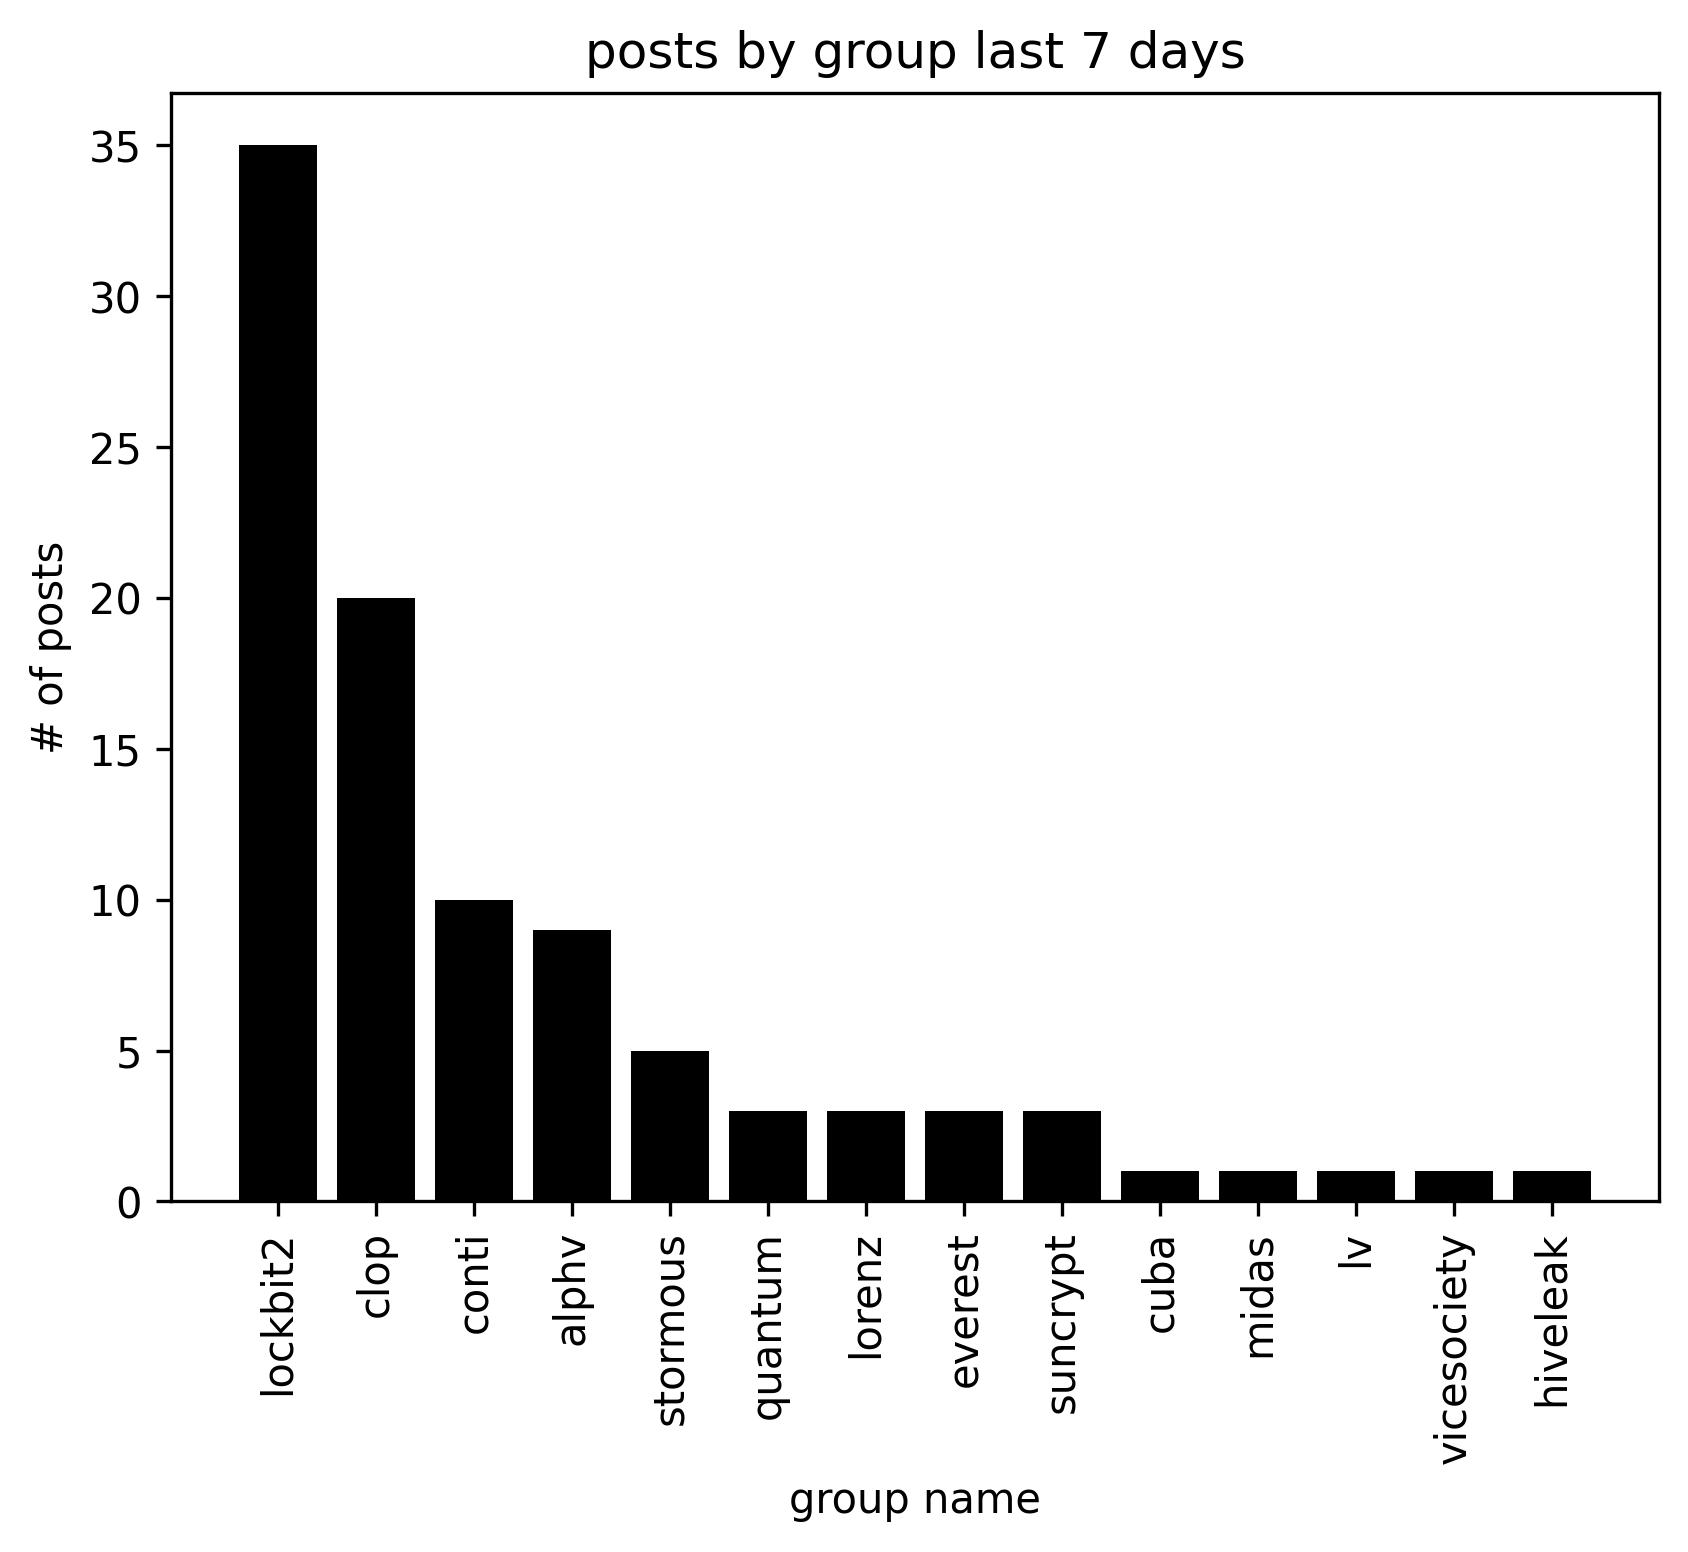 posts by group last 7 days
# of posts
35
30
25
20
15
10
5
0
lockbit2
clop
conti
alphv
stormous
quantum
lorenz
everest
suncrypt
cuba
midas
lv
vicesociety
hiveleak
group name